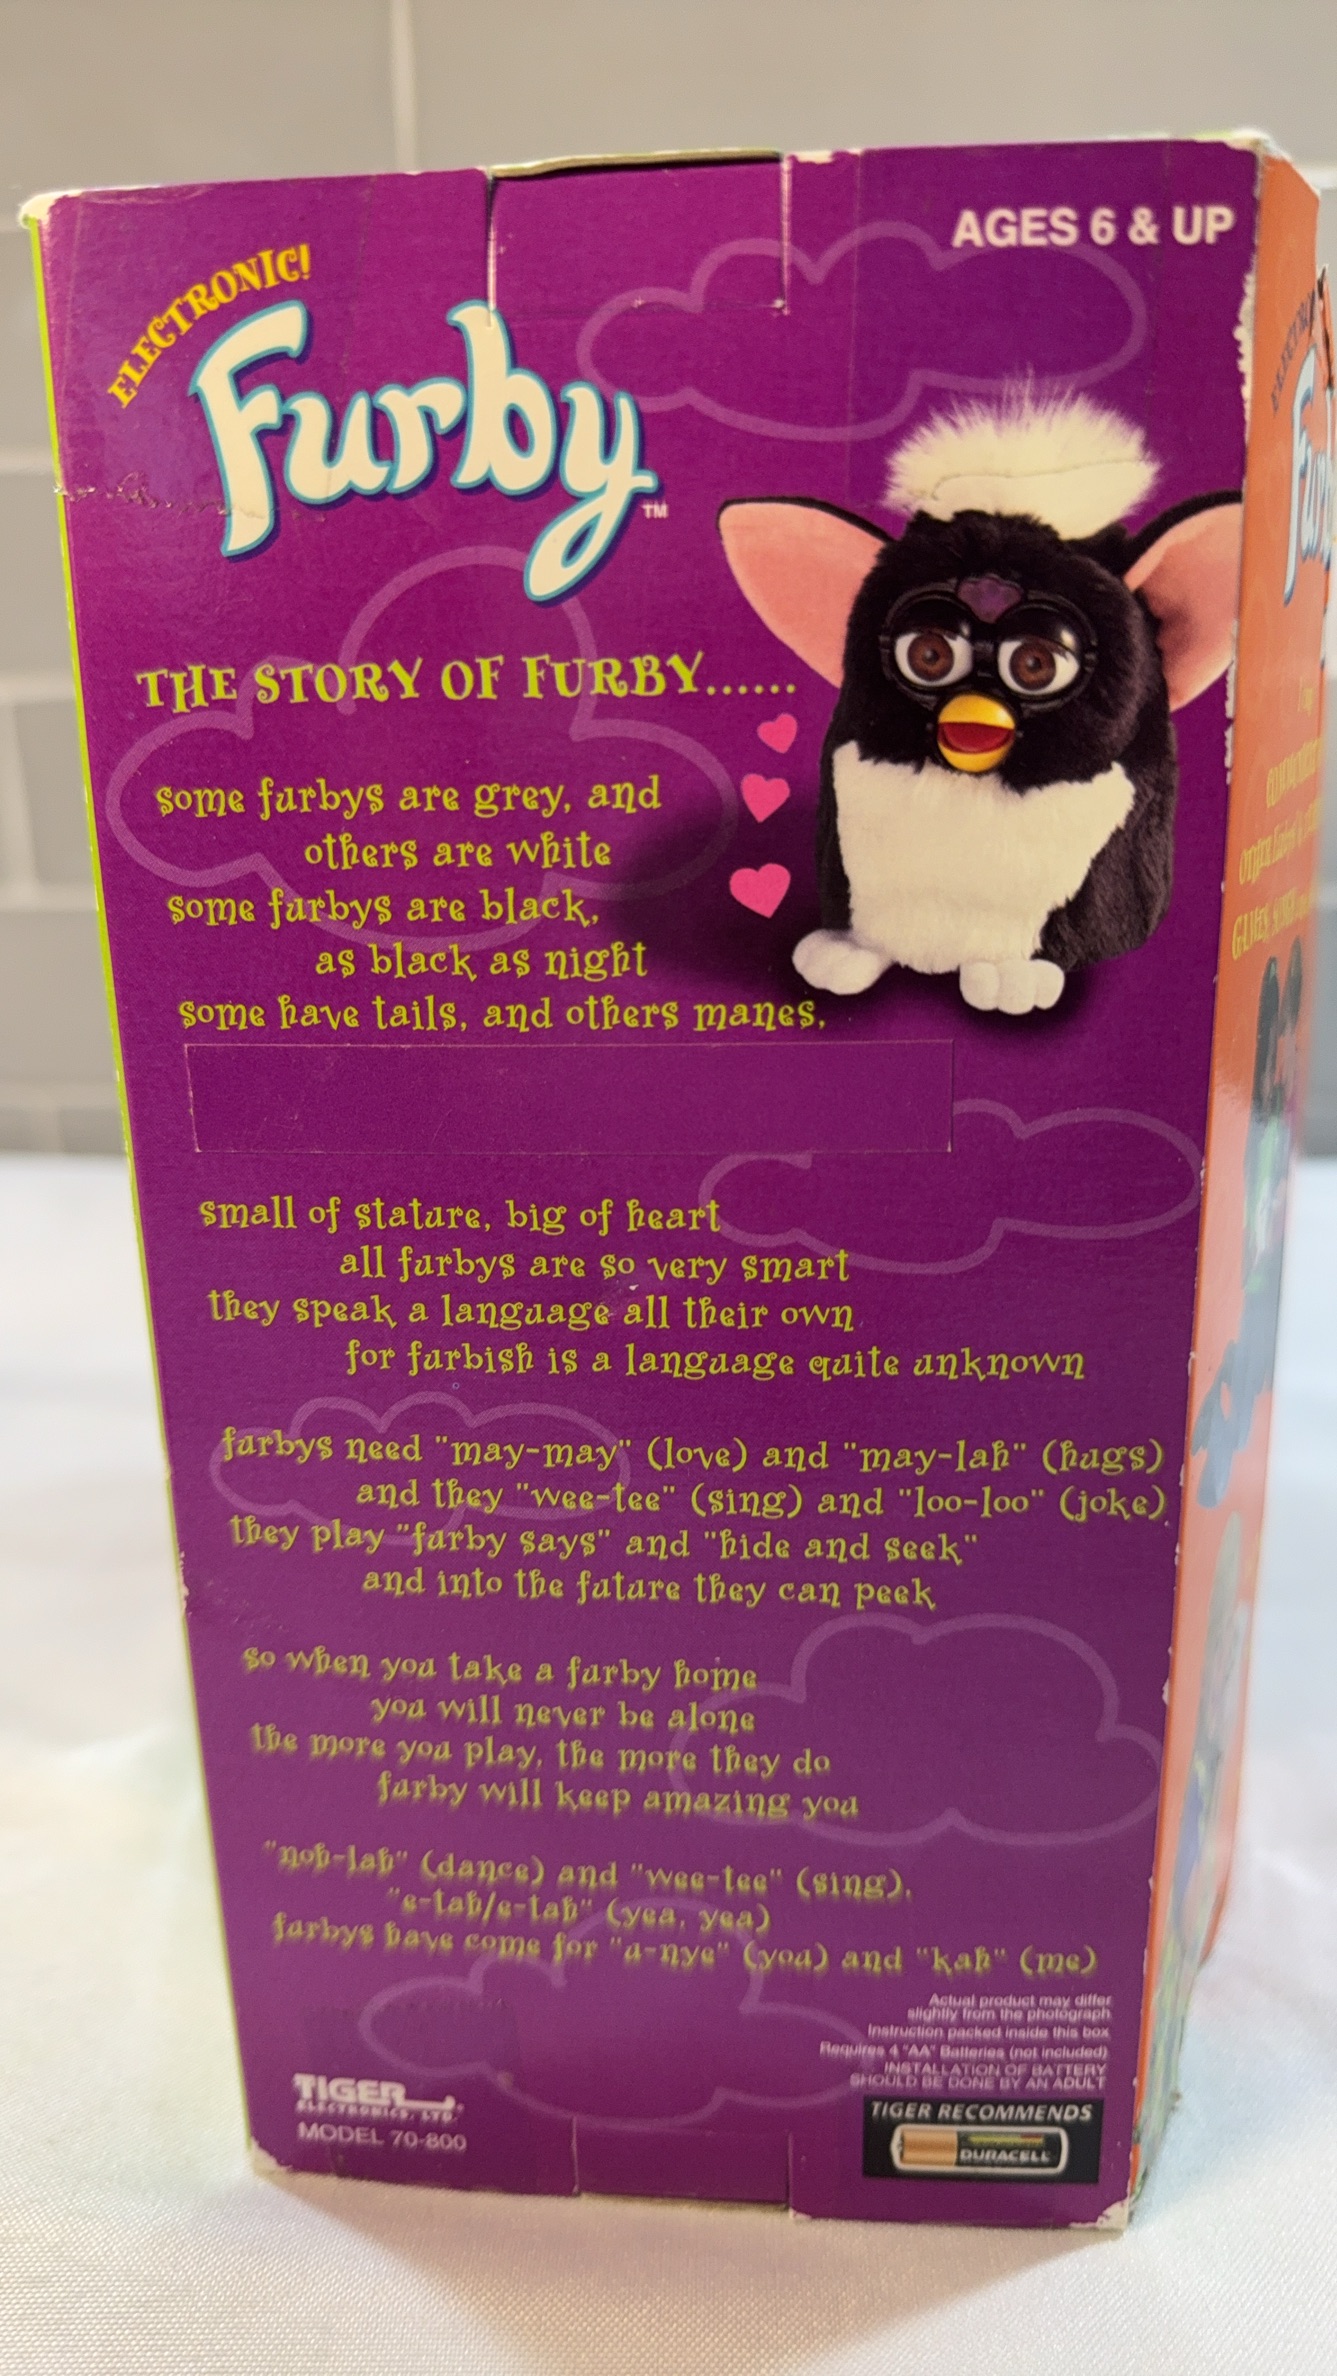 ELECTRONIC!
Furby™
AGES 6 & UP
THE STORY OF FURBY......
some furbys are grey, and
others are white
some furbys are black,
as black as night
some have tails, and others manes,
small of stature, big of heart
all furbys are so very smart
they speak a language all their own
for furbish is a language quite unknown
furbys need "may-may" (love) and "may-lah" (hugs)
and they "wee-tee" (sing) and "loo-loo" (joke)
they play "furby says" and "hide and seek"
and into the future they can peek
so when you take a furby home
you will never be alone
the more you play, the more they do
furby will keep amazing you
"noh-lah" (dance) and "wee-tee" (sing),
"e-tah/e-tah" (yea, yea)
furbys have come for "a-nye" (you) and "kah" (me)
Actual product may differ
slightly from the photograph
Instruction packed inside this box
Requires 4 "AA" Batteries (not included)
INSTALLATION OF BATTERY
SHOULD BE DONE BY AN ADULT
TIGER
ELECTRONICS, LTD.
MODEL 70-800
TIGER RECOMMENDS
DURACELL